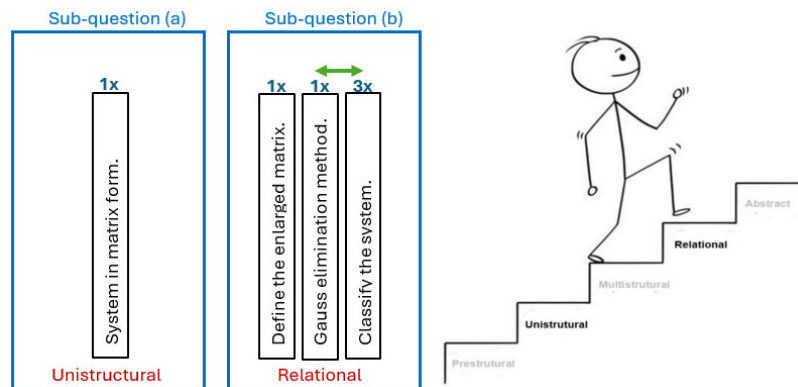 Sub-question (a)
1x
System in matrix form.
Unistructural
Sub-question (b)
1x
1x
3x
Define the enlarged matrix.
Gauss elimination method.
Classify the system.
Relational
Abstract
Relational
Multistrutural
Unistrutural
Prestrutural